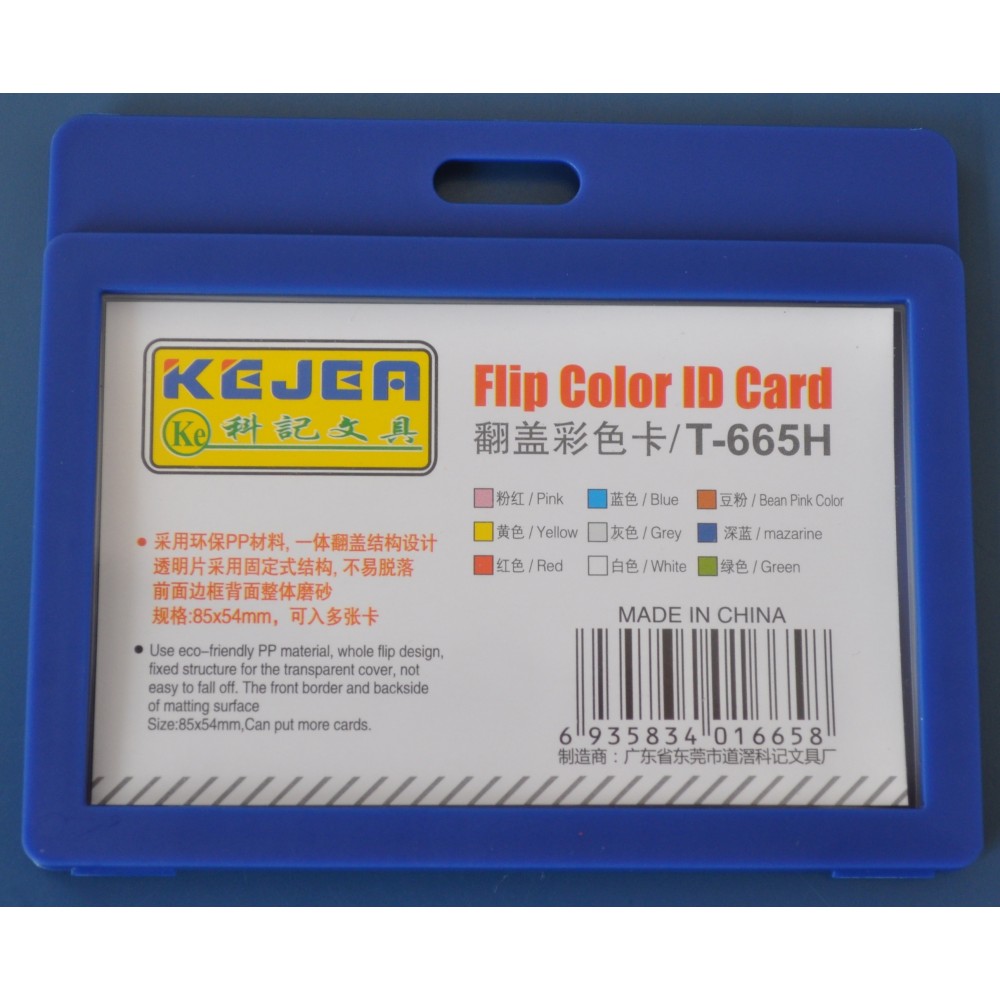 KEJEA
Ke 科記文具
Flip Color ID Card
翻盖彩色卡/T-665H
粉红 / Pink 蓝色 / Blue 豆粉 / Bean Pink Color
黄色 / Yellow 灰色 / Grey 深蓝 / mazarine
红色 / Red 白色 / White 绿色 / Green
• 采用环保PP材料, 一体翻盖结构设计
透明片采用固定式结构, 不易脱落
前面边框背面整体磨砂
规格:85x54mm，可入多张卡
• Use eco-friendly PP material, whole flip design,
fixed structure for the transparent cover, not
easy to fall off. The front border and backside
of matting surface
Size:85x54mm,Can put more cards.
MADE IN CHINA
6 935834 016658
制造商：广东省东莞市道滘科记文具厂